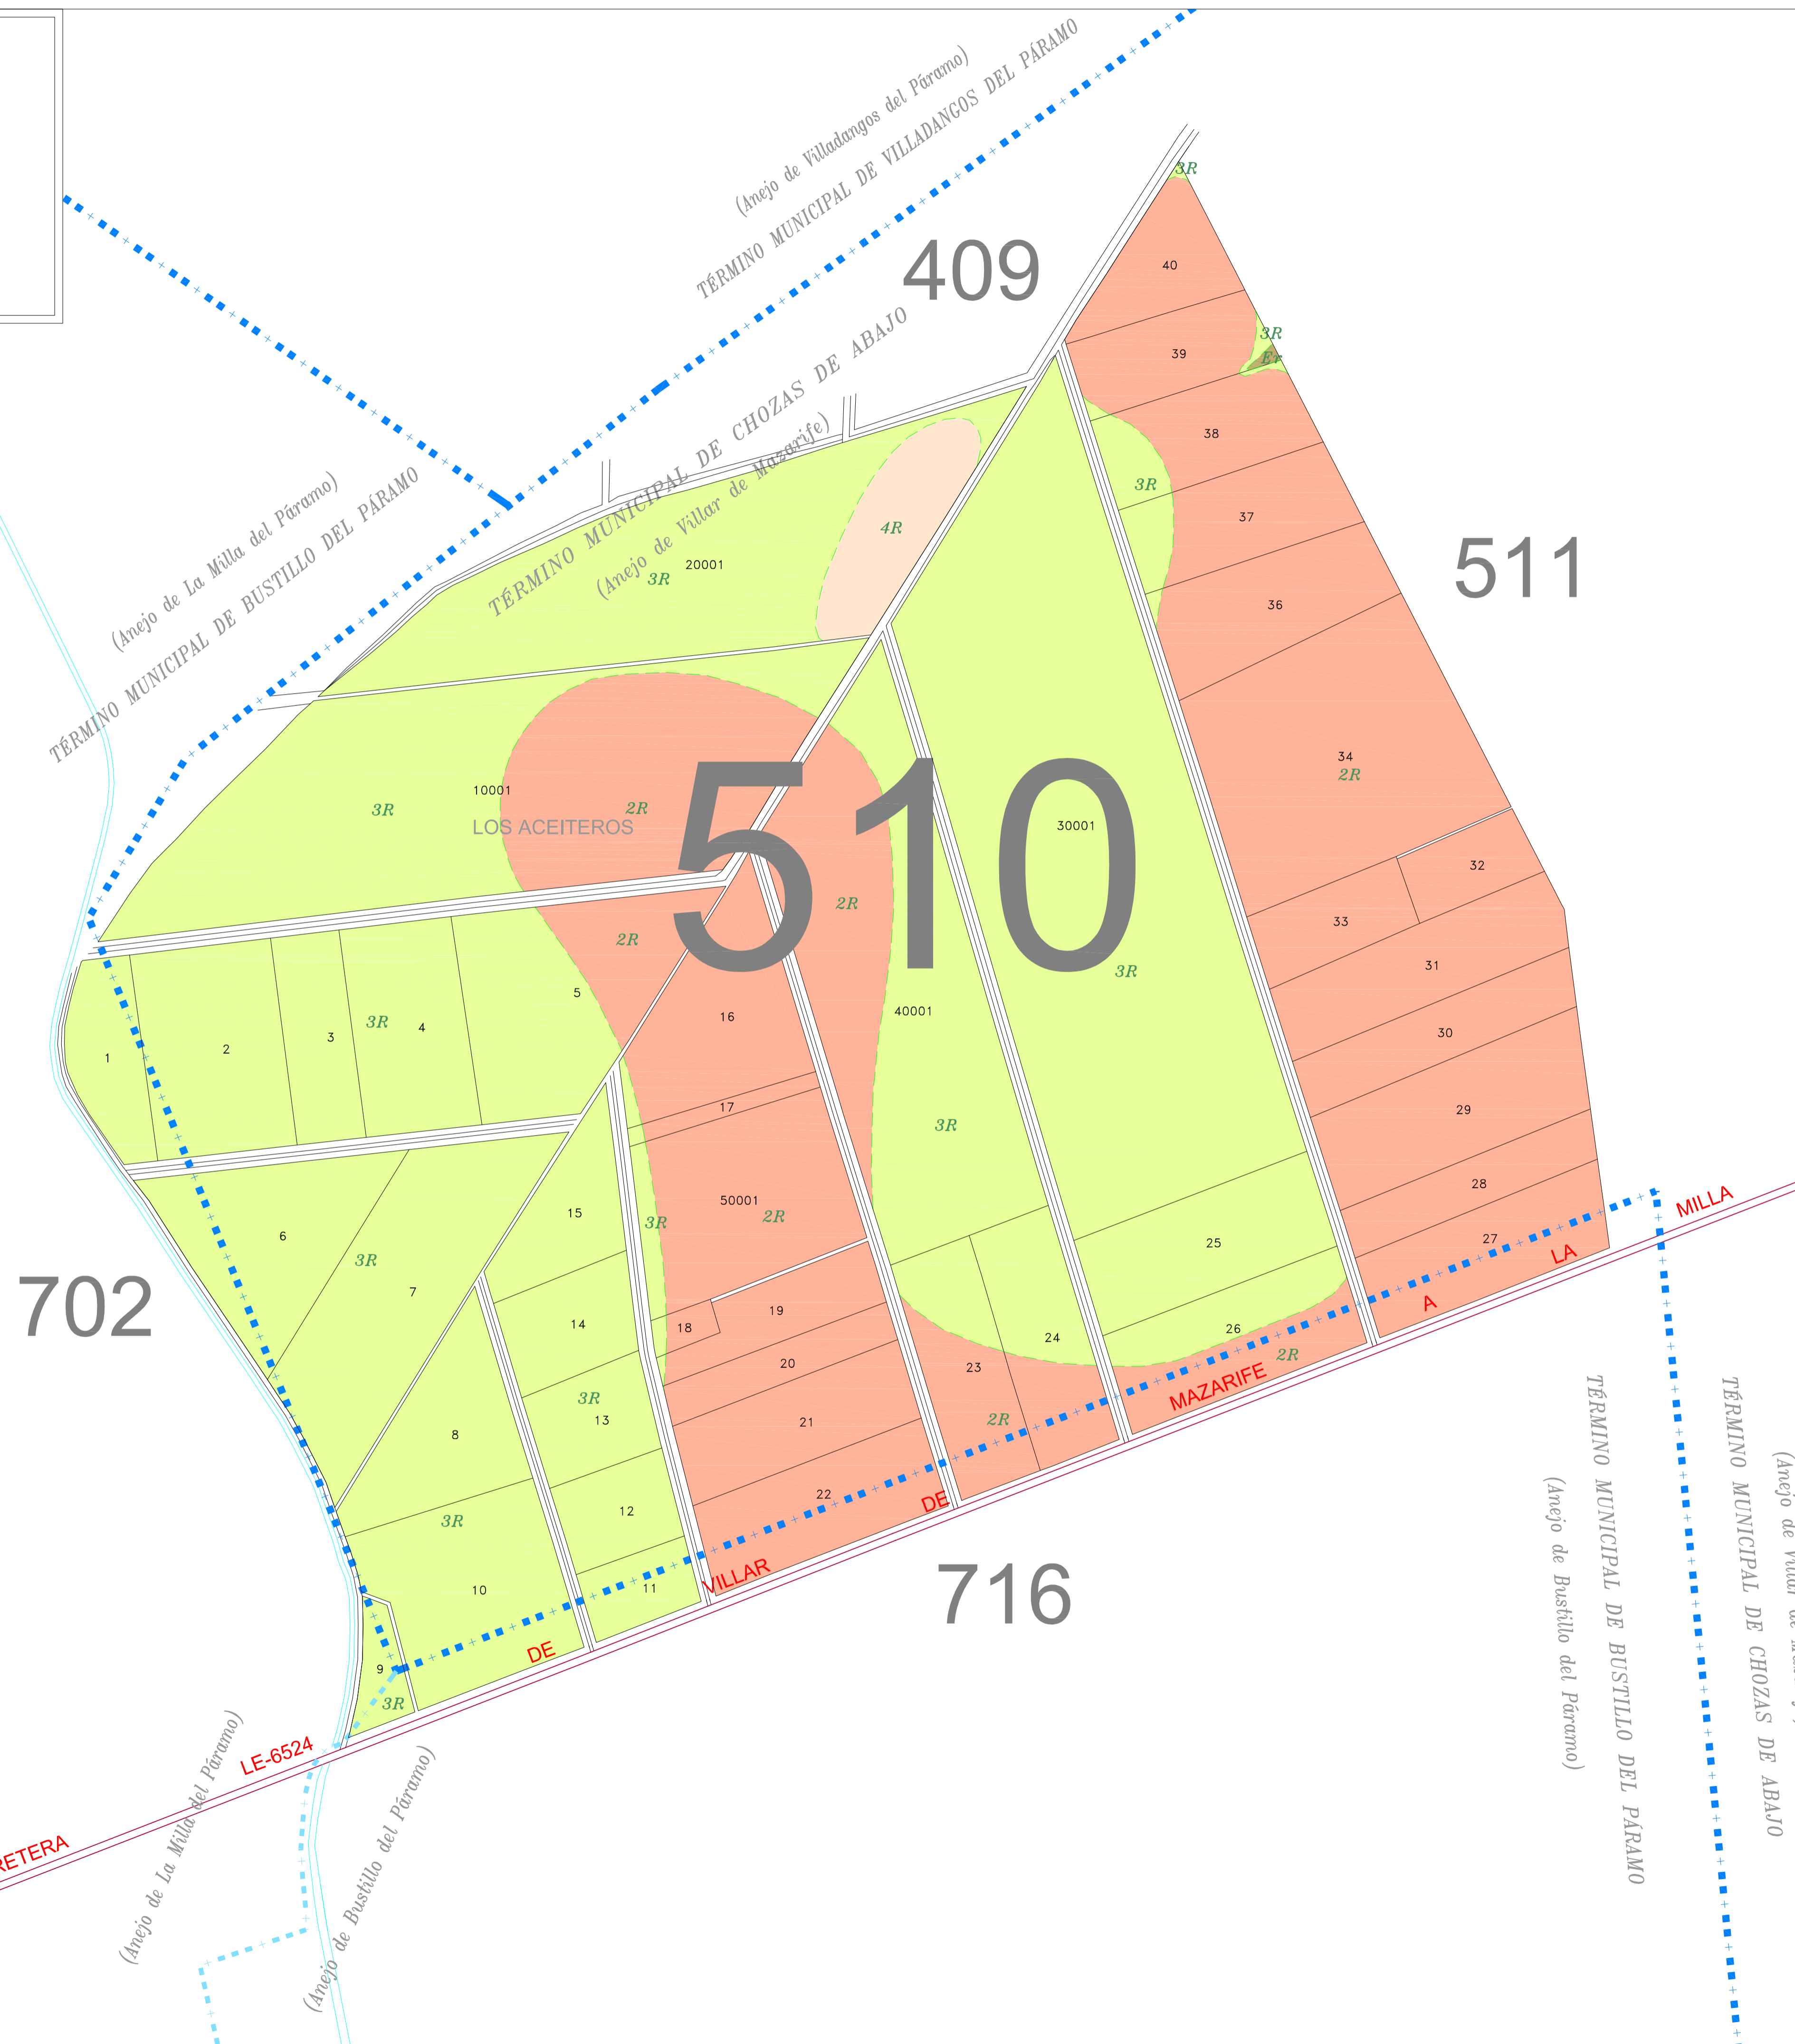 (Anejo de Villadangos del Páramo)
TÉRMINO MUNICIPAL DE VILLADANGOS DEL PÁRAMO
409
TÉRMINO MUNICIPAL DE CHOZAS DE ABAJO
(Anejo de Villar de Mazarife)
(Anejo de La Milla del Páramo)
TÉRMINO MUNICIPAL DE BUSTILLO DEL PÁRAMO
3R
40
3R
39
Er
38
3R
37
511
4R
20001
3R
36
34
2R
10001
3R
2R
LOS ACEITEROS
510
30001
32
2R
33
2R
31
3R
5
16
40001
3R
4
3
2
1
30
17
29
3R
28
50001
2R
15
3R
6
3R
7
25
27
702
19
18
14
26
24
2R
20
23
3R
13
2R
21
8
22
12
3R
10
11
716
9
3R
CARRETERA
LE-6524
DE
VILLAR
DE
MAZARIFE
A
LA
MILLA
(Anejo de La Milla del Páramo)
(Anejo de Bustillo del Páramo)
(Anejo de Bustillo del Páramo)
TÉRMINO MUNICIPAL DE BUSTILLO DEL PÁRAMO
TÉRMINO MUNICIPAL DE CHOZAS DE ABAJO
(Anejo de Villar de